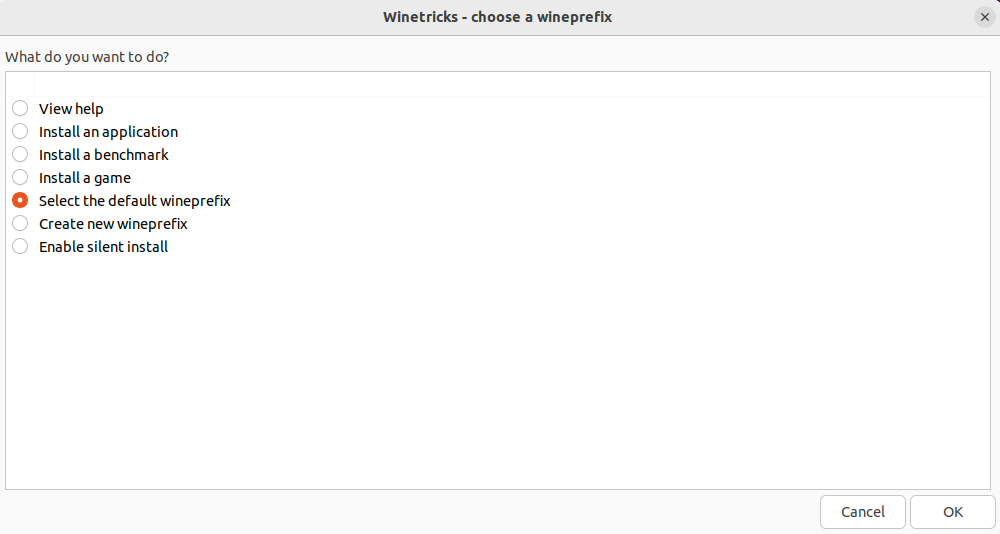 Winetricks - choose a wineprefix
What do you want to do?
View help
Install an application
Install a benchmark
Install a game
Select the default wineprefix
Create new wineprefix
Enable silent install
Cancel OK